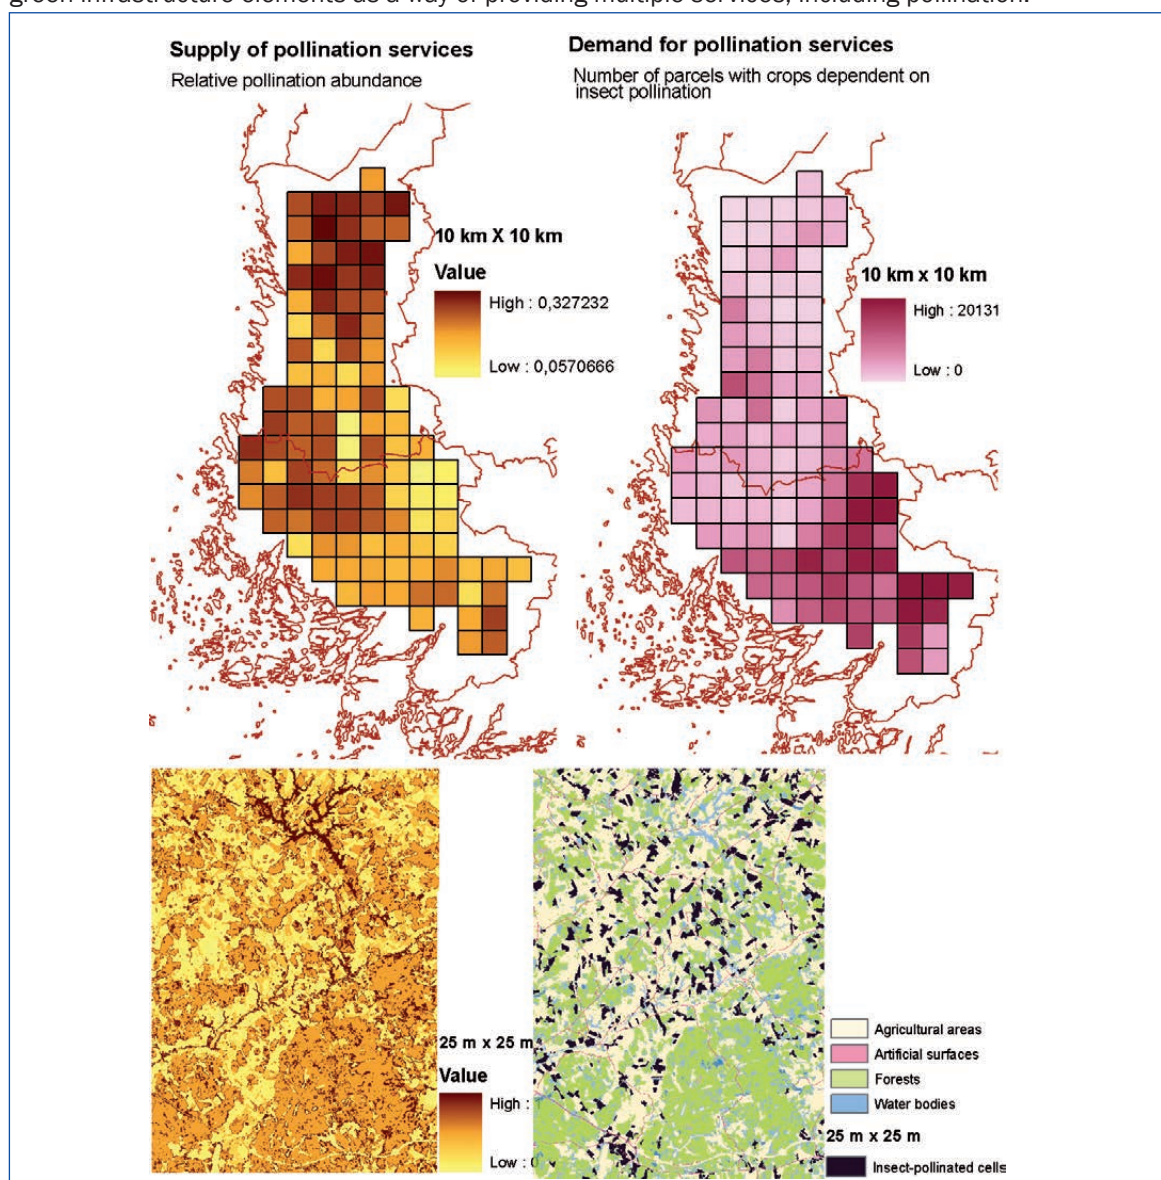 green infrastructure elements as a way of providing multiple services, including pollination.
Supply of pollination services
Relative pollination abundance
Demand for pollination services
Number of parcels with crops dependent on
insect pollination
10 km X 10 km
Value
High : 0,327232
Low : 0,0570666
10 km x 10 km
High : 20131
Low : 0
25 m x 25 m
Value
High :
Low :
Agricultural areas
Artificial surfaces
Forests
Water bodies
25 m x 25 m
Insect-pollinated cells